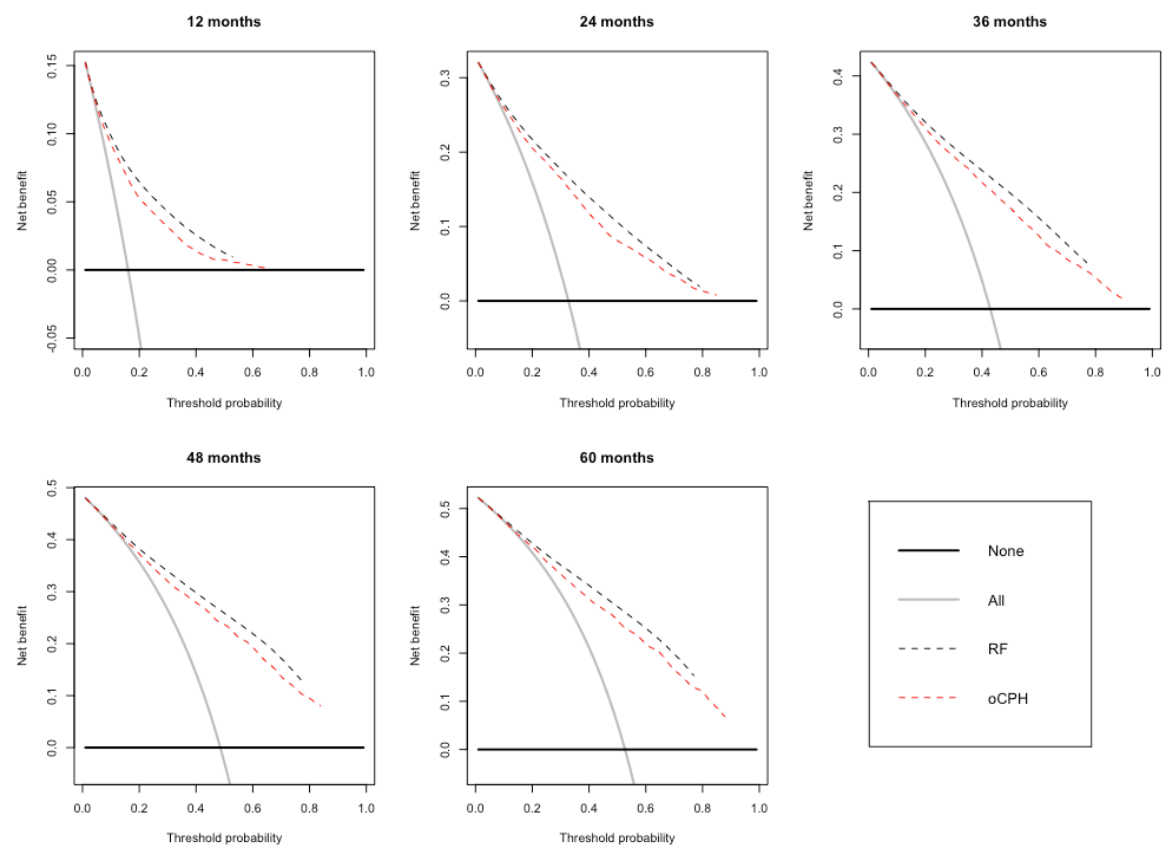 12 months
Net benefit
0.15
0.10
0.05
0.00
-0.05
0.0 0.2 0.4 0.6 0.8 1.0
Threshold probability
24 months
Net benefit
0.3
0.2
0.1
0.0
0.0 0.2 0.4 0.6 0.8 1.0
Threshold probability
36 months
Net benefit
0.4
0.3
0.2
0.1
0.0
0.0 0.2 0.4 0.6 0.8 1.0
Threshold probability
48 months
Net benefit
0.5
0.4
0.3
0.2
0.1
0.0
0.0 0.2 0.4 0.6 0.8 1.0
Threshold probability
60 months
Net benefit
0.5
0.4
0.3
0.2
0.1
0.0
0.0 0.2 0.4 0.6 0.8 1.0
Threshold probability
None
All
RF
oCPH